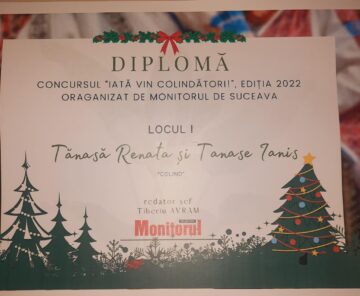 DIPLOMĂ
CONCURSUL "IATĂ VIN COLINDĂTORII", EDIȚIA 2022
ORAGANIZAT DE MONITORUL DE SUCEAVA
LOCUL I
Tănasă Renata și Tanase Ianis
"COLIND"
redator șef
Tiberiu AVRAM
Monitorul